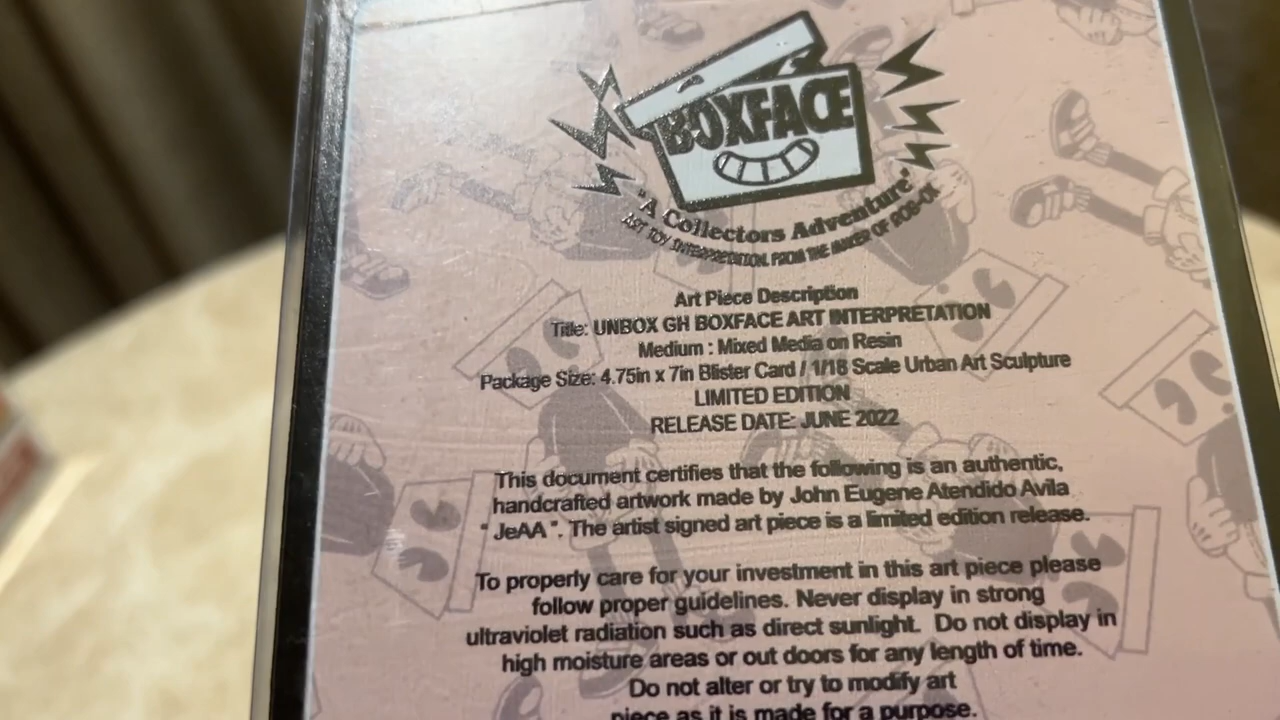 BOXFACE
"A Collectors Adventure"
ART TOY INTERPRETATION. FROM THE MAKER OF ROB-OX
Art Piece Description
Title: UNBOX GH BOXFACE ART INTERPRETATION
Medium : Mixed Media on Resin
Package Size: 4.75in x 7in Blister Card / 1/18 Scale Urban Art Sculpture
LIMITED EDITION
RELEASE DATE: JUNE 2022
This document certifies that the following is an authentic,
handcrafted artwork made by John Eugene Atendido Avila
" JeAA ". The artist signed art piece is a limited edition release.
To properly care for your investment in this art piece please
follow proper guidelines. Never display in strong
ultraviolet radiation such as direct sunlight. Do not display in
high moisture areas or out doors for any length of time.
Do not alter or try to modify art
piece as it is made for a purpose.